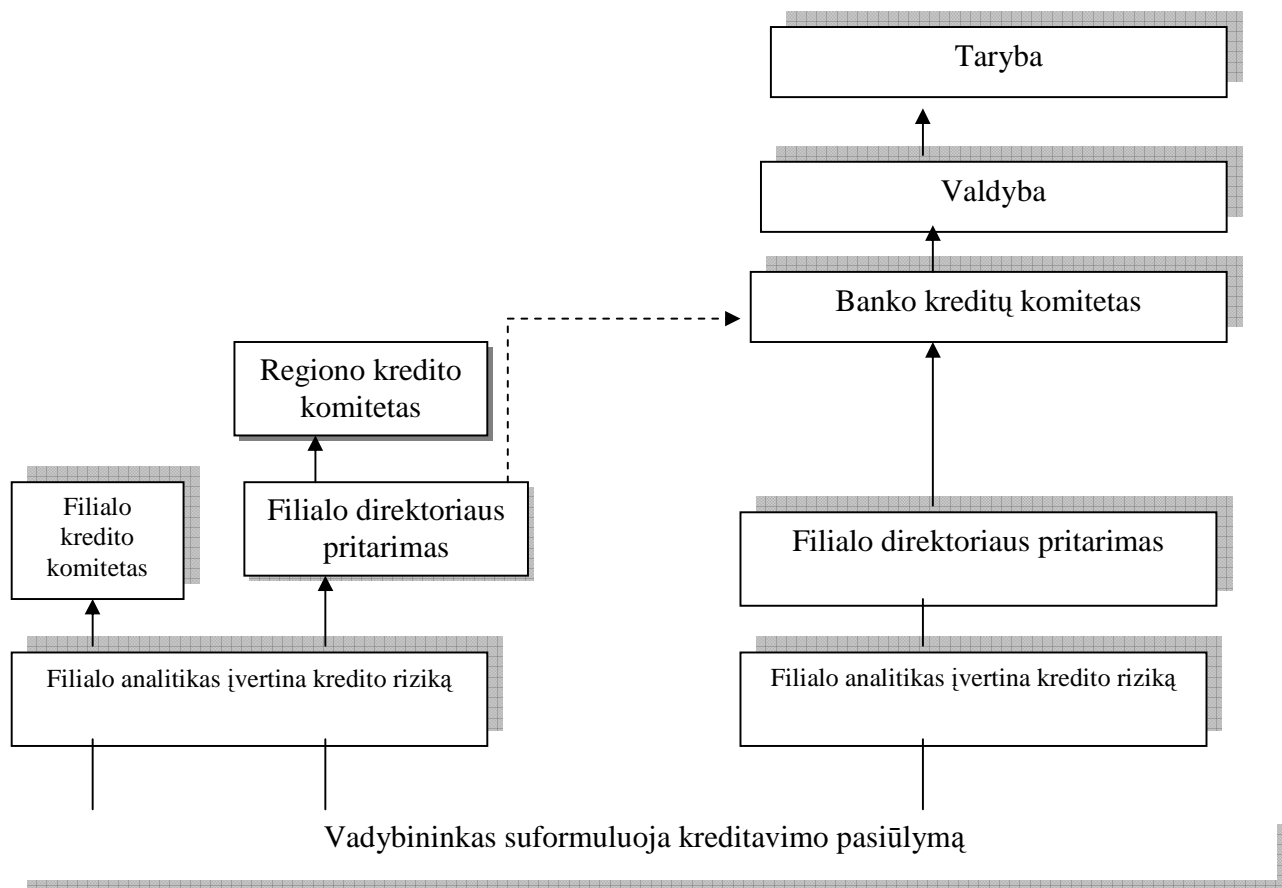 Taryba
Valdyba
Banko kreditų komitetas
Regiono kredito
komitetas
Filialo
kredito
komitetas
Filialo direktoriaus
pritarimas
Filialo direktoriaus pritarimas
Filialo analitikas įvertina kredito riziką
Filialo analitikas įvertina kredito riziką
Vadybininkas suformuluoja kreditavimo pasiūlymą